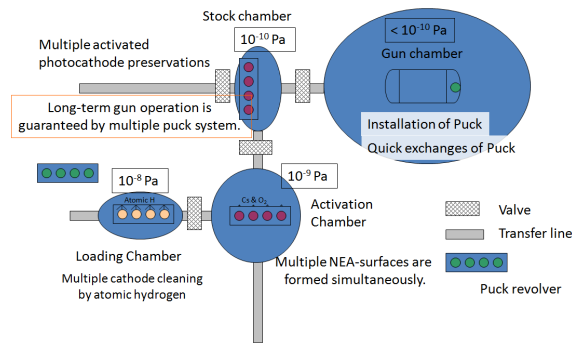 Stock chamber
10⁻¹⁰ Pa
< 10⁻¹⁰ Pa
Gun chamber
Multiple activated
photocathode preservations
Long-term gun operation is
guaranteed by multiple puck system.
Installation of Puck
Quick exchanges of Puck
10⁻⁸ Pa
10⁻⁹ Pa
Atomic H
Cs & O₂
Activation
Chamber
Valve
Transfer line
Loading Chamber
Multiple cathode cleaning
by atomic hydrogen
Multiple NEA-surfaces are
formed simultaneously.
Puck revolver